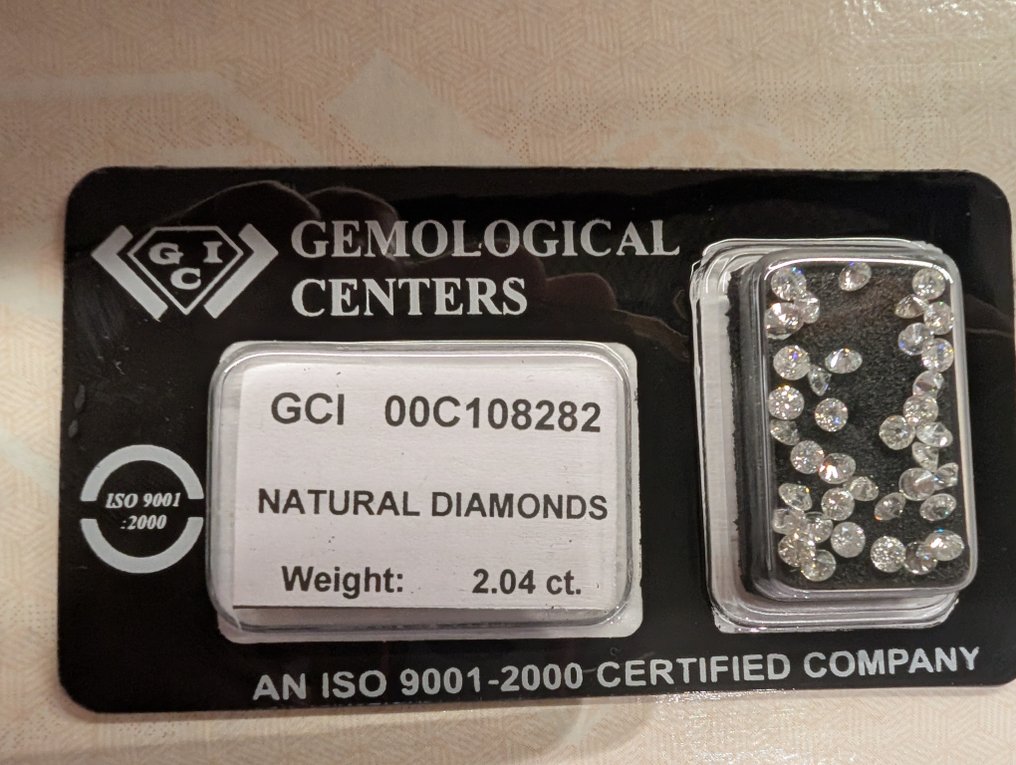 GCI
GEMOLOGICAL
CENTERS
GCI 00C108282
NATURAL DIAMONDS
Weight: 2.04 ct.
ISO 9001
:2000
AN ISO 9001-2000 CERTIFIED COMPANY